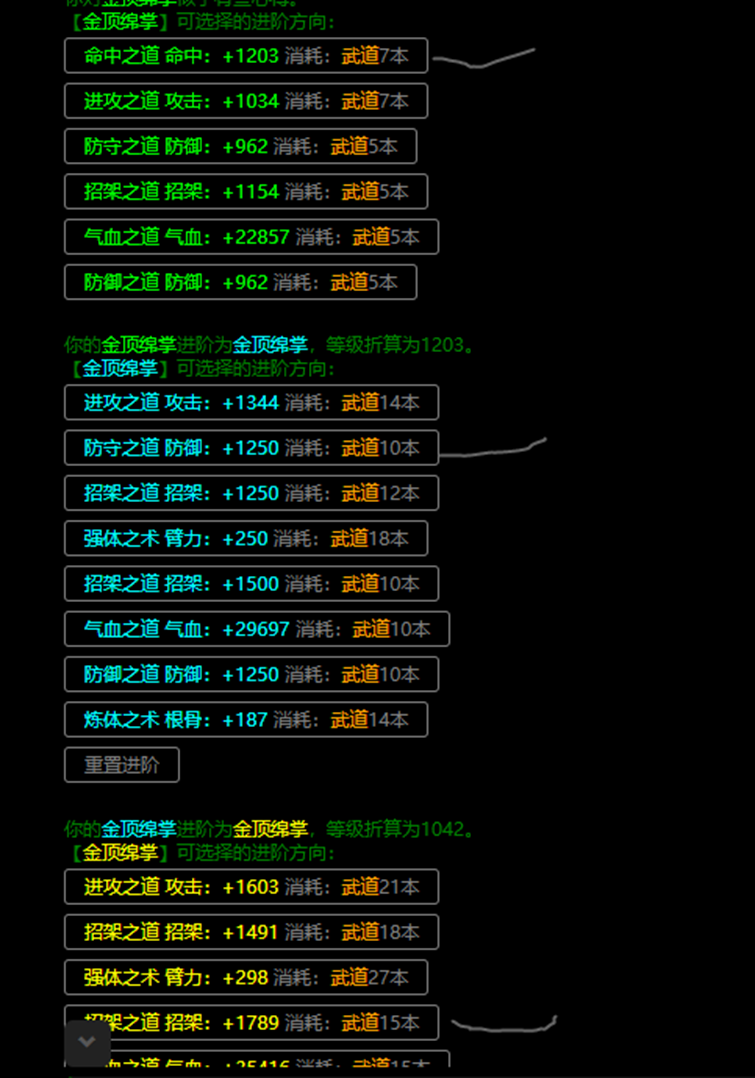 【金顶绵掌】可选择的进阶方向：
命中之道 命中：+1203 消耗：武道7本
进攻之道 攻击：+1034 消耗：武道7本
防守之道 防御：+962 消耗：武道5本
招架之道 招架：+1154 消耗：武道5本
气血之道 气血：+22857 消耗：武道5本
防御之道 防御：+962 消耗：武道5本
你的金顶绵掌进阶为金顶绵掌，等级折算为1203。
【金顶绵掌】可选择的进阶方向：
进攻之道 攻击：+1344 消耗：武道14本
防守之道 防御：+1250 消耗：武道10本
招架之道 招架：+1250 消耗：武道12本
强体之术 臂力：+250 消耗：武道18本
招架之道 招架：+1500 消耗：武道10本
气血之道 气血：+29697 消耗：武道10本
防御之道 防御：+1250 消耗：武道10本
炼体之术 根骨：+187 消耗：武道14本
重置进阶
你的金顶绵掌进阶为金顶绵掌，等级折算为1042。
【金顶绵掌】可选择的进阶方向：
进攻之道 攻击：+1603 消耗：武道21本
招架之道 招架：+1491 消耗：武道18本
强体之术 臂力：+298 消耗：武道27本
招架之道 招架：+1789 消耗：武道15本